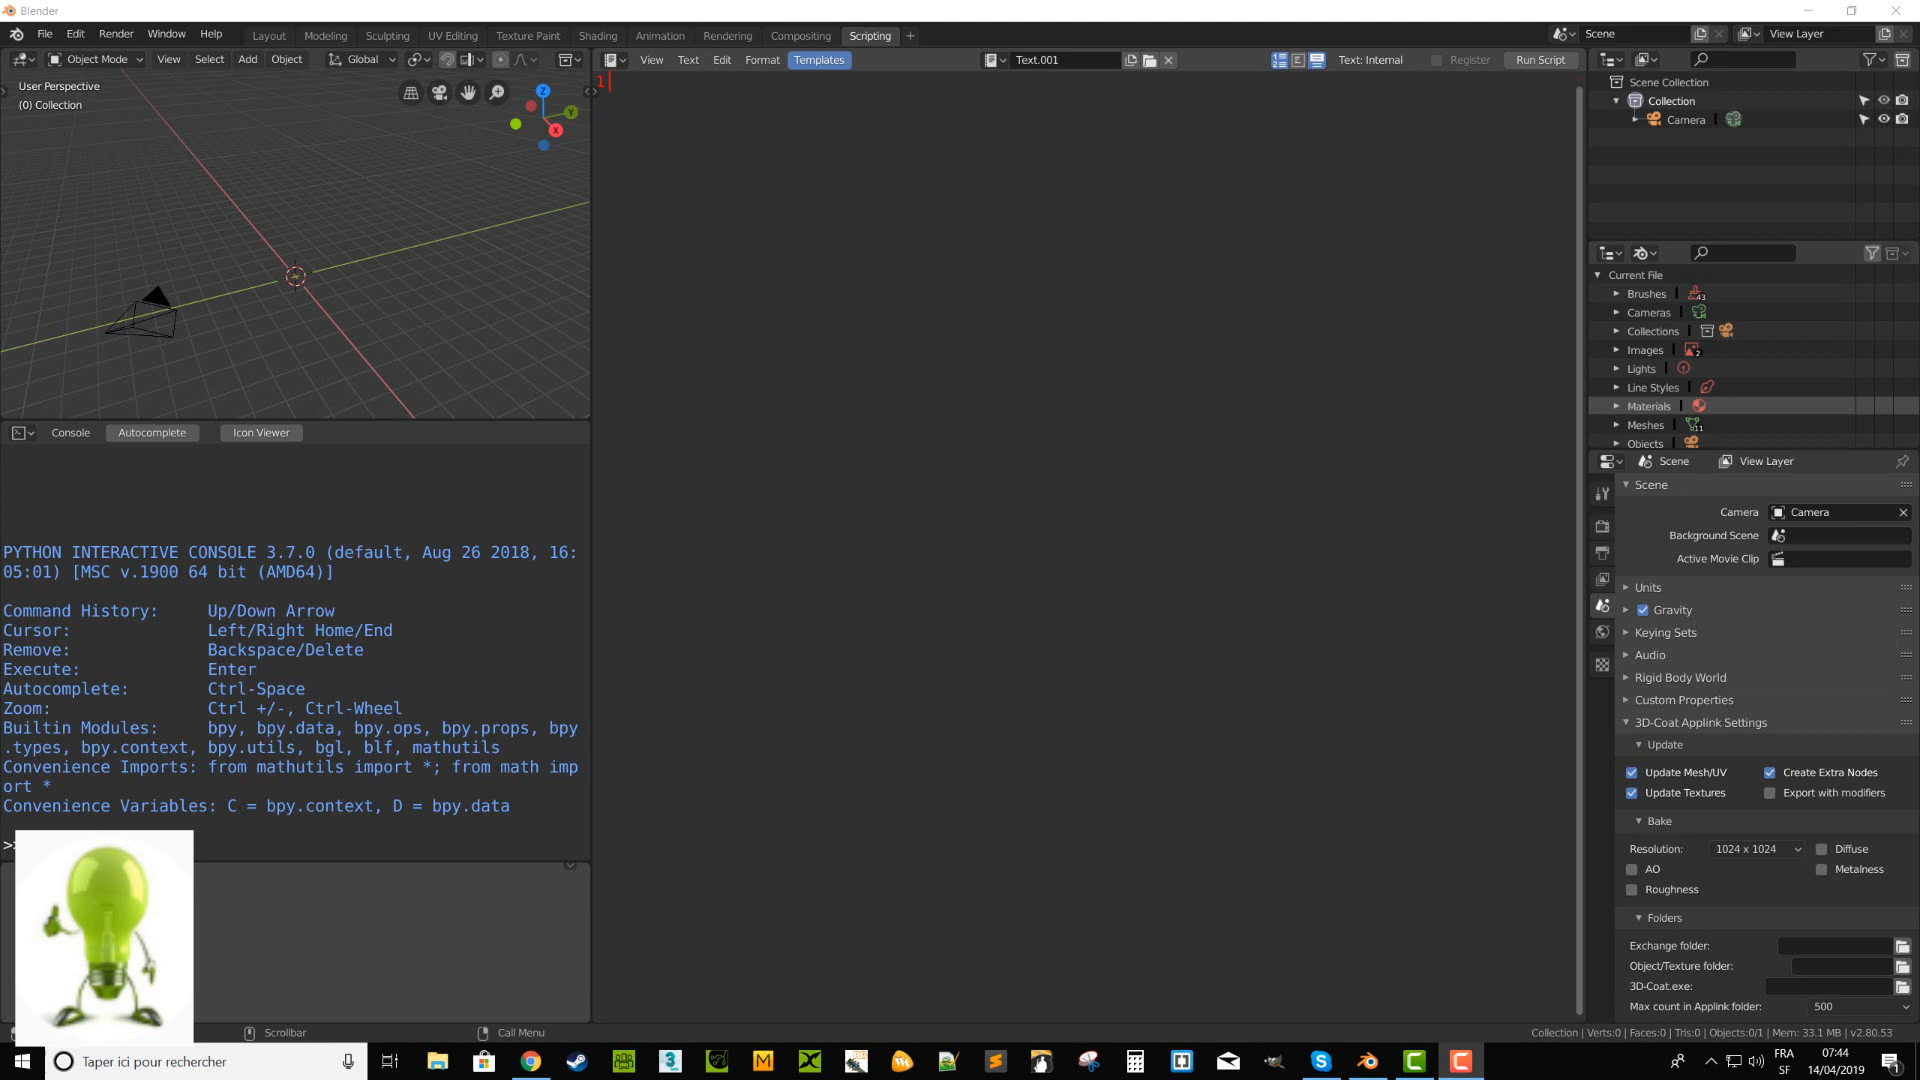 Blender
File Edit Render Window Help Layout Modeling Sculpting UV Editing Texture Paint Shading Animation Rendering Compositing Scripting + Scene View Layer
Object Mode View Select Add Object Global
View Text Edit Format Templates Text.001 Text: Internal Register Run Script
User Perspective
(0) Collection
Z
Y
X
1
Scene Collection
Collection
Camera
Current File
Brushes 43
Cameras
Collections
Images 2
Lights
Line Styles
Materials
Meshes 11
Objects
Console Autocomplete Icon Viewer
PYTHON INTERACTIVE CONSOLE 3.7.0 (default, Aug 26 2018, 16:
05:01) [MSC v.1900 64 bit (AMD64)]
Command History: Up/Down Arrow
Cursor: Left/Right Home/End
Remove: Backspace/Delete
Execute: Enter
Autocomplete: Ctrl-Space
Zoom: Ctrl +/-, Ctrl-Wheel
Builtin Modules: bpy, bpy.data, bpy.ops, bpy.props, bpy
.types, bpy.context, bpy.utils, bgl, blf, mathutils
Convenience Imports: from mathutils import *; from math imp
ort *
Convenience Variables: C = bpy.context, D = bpy.data
Scene View Layer
Scene
Camera Camera
Background Scene
Active Movie Clip
Units
Gravity
Keying Sets
Audio
Rigid Body World
Custom Properties
3D-Coat Applink Settings
Update
Update Mesh/UV Create Extra Nodes
Update Textures Export with modifiers
Bake
Resolution: 1024 x 1024 Diffuse
AO Metalness
Roughness
Folders
Exchange folder:
Object/Texture folder:
3D-Coat.exe:
Max count in Applink folder: 500
Scrollbar Call Menu
Collection | Verts:0 | Faces:0 | Tris:0 | Objects:0/1 | Mem: 33.1 MB | v2.80.53
Taper ici pour rechercher
FRA
SF
07:44
14/04/2019
1